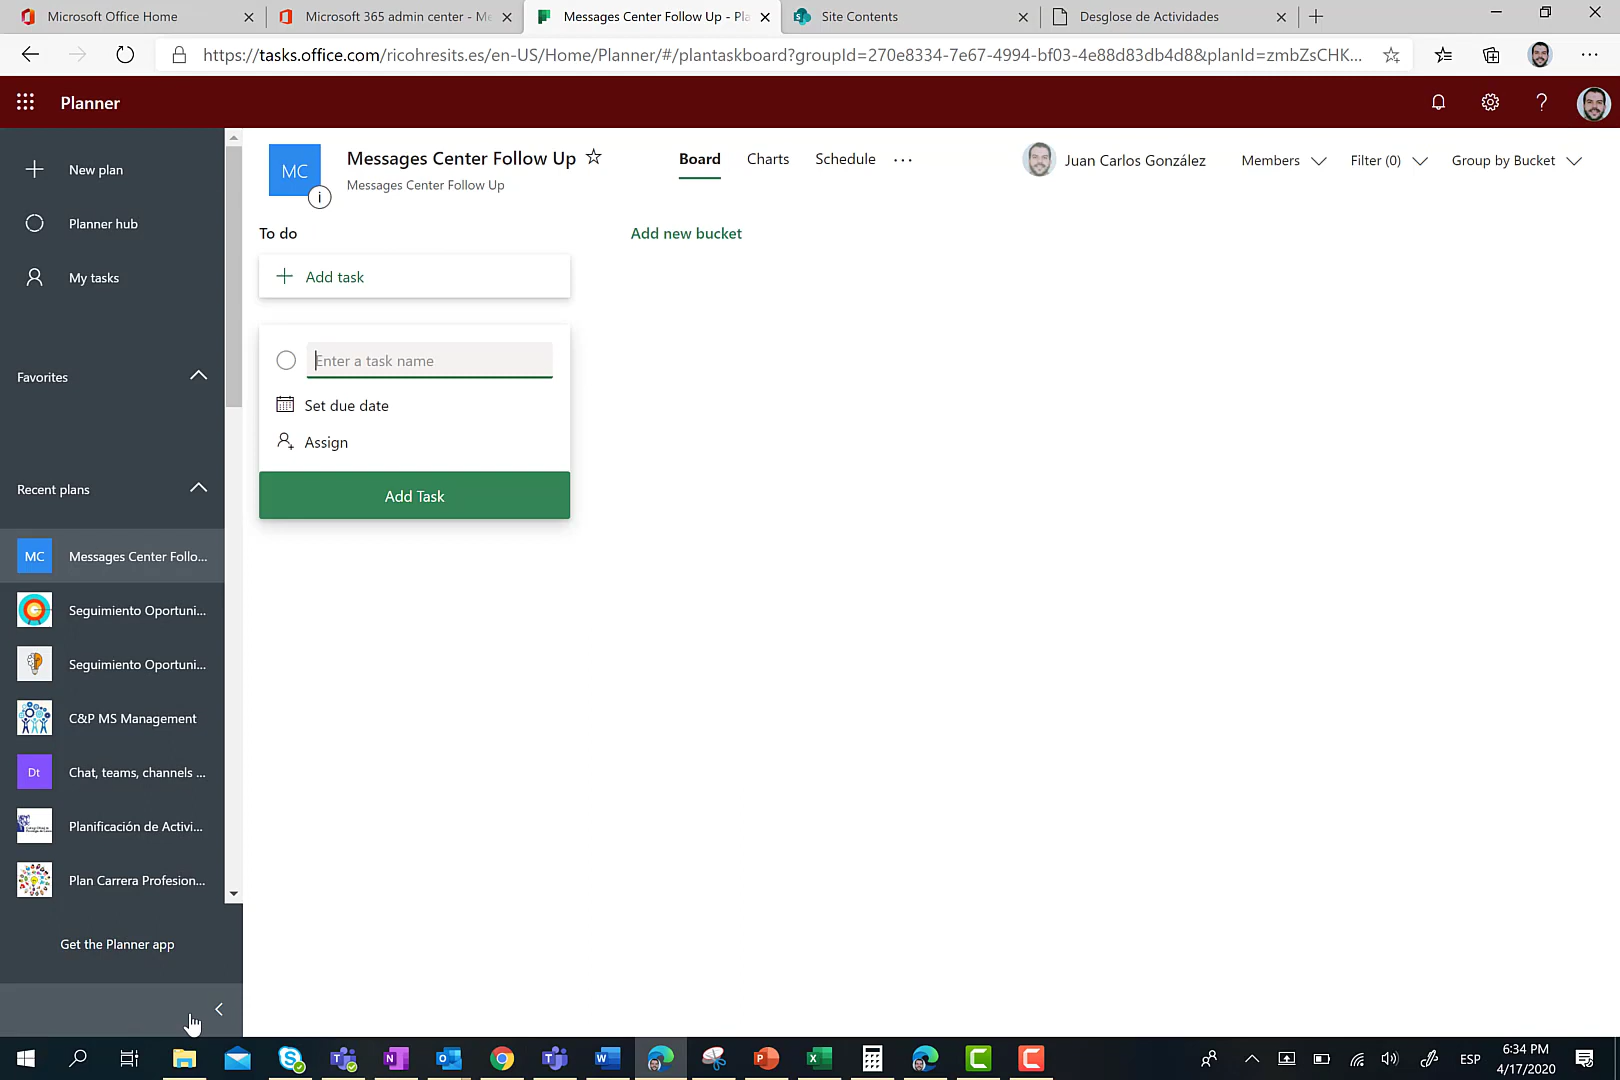 Microsoft Office Home
Microsoft 365 admin center - Me
Messages Center Follow Up - Pla
Site Contents
Desglose de Actividades
https://tasks.office.com/ricohresits.es/en-US/Home/Planner/#/plantaskboard?groupId=270e8334-7e67-4994-bf03-4e88d83db4d8&planId=zmbZsCHK...
Planner
New plan
Planner hub
My tasks
Favorites
Recent plans
MC
Messages Center Follo...
Seguimiento Oportuni...
Seguimiento Oportuni...
C&P MS Management
Dt
Chat, teams, channels ...
Planificación de Activi...
Plan Carrera Profesion...
Get the Planner app
MC
Messages Center Follow Up
Messages Center Follow Up
Board
Charts
Schedule
Juan Carlos González
Members
Filter (0)
Group by Bucket
To do
Add new bucket
Add task
Enter a task name
Set due date
Assign
Add Task
ESP
6:34 PM
4/17/2020